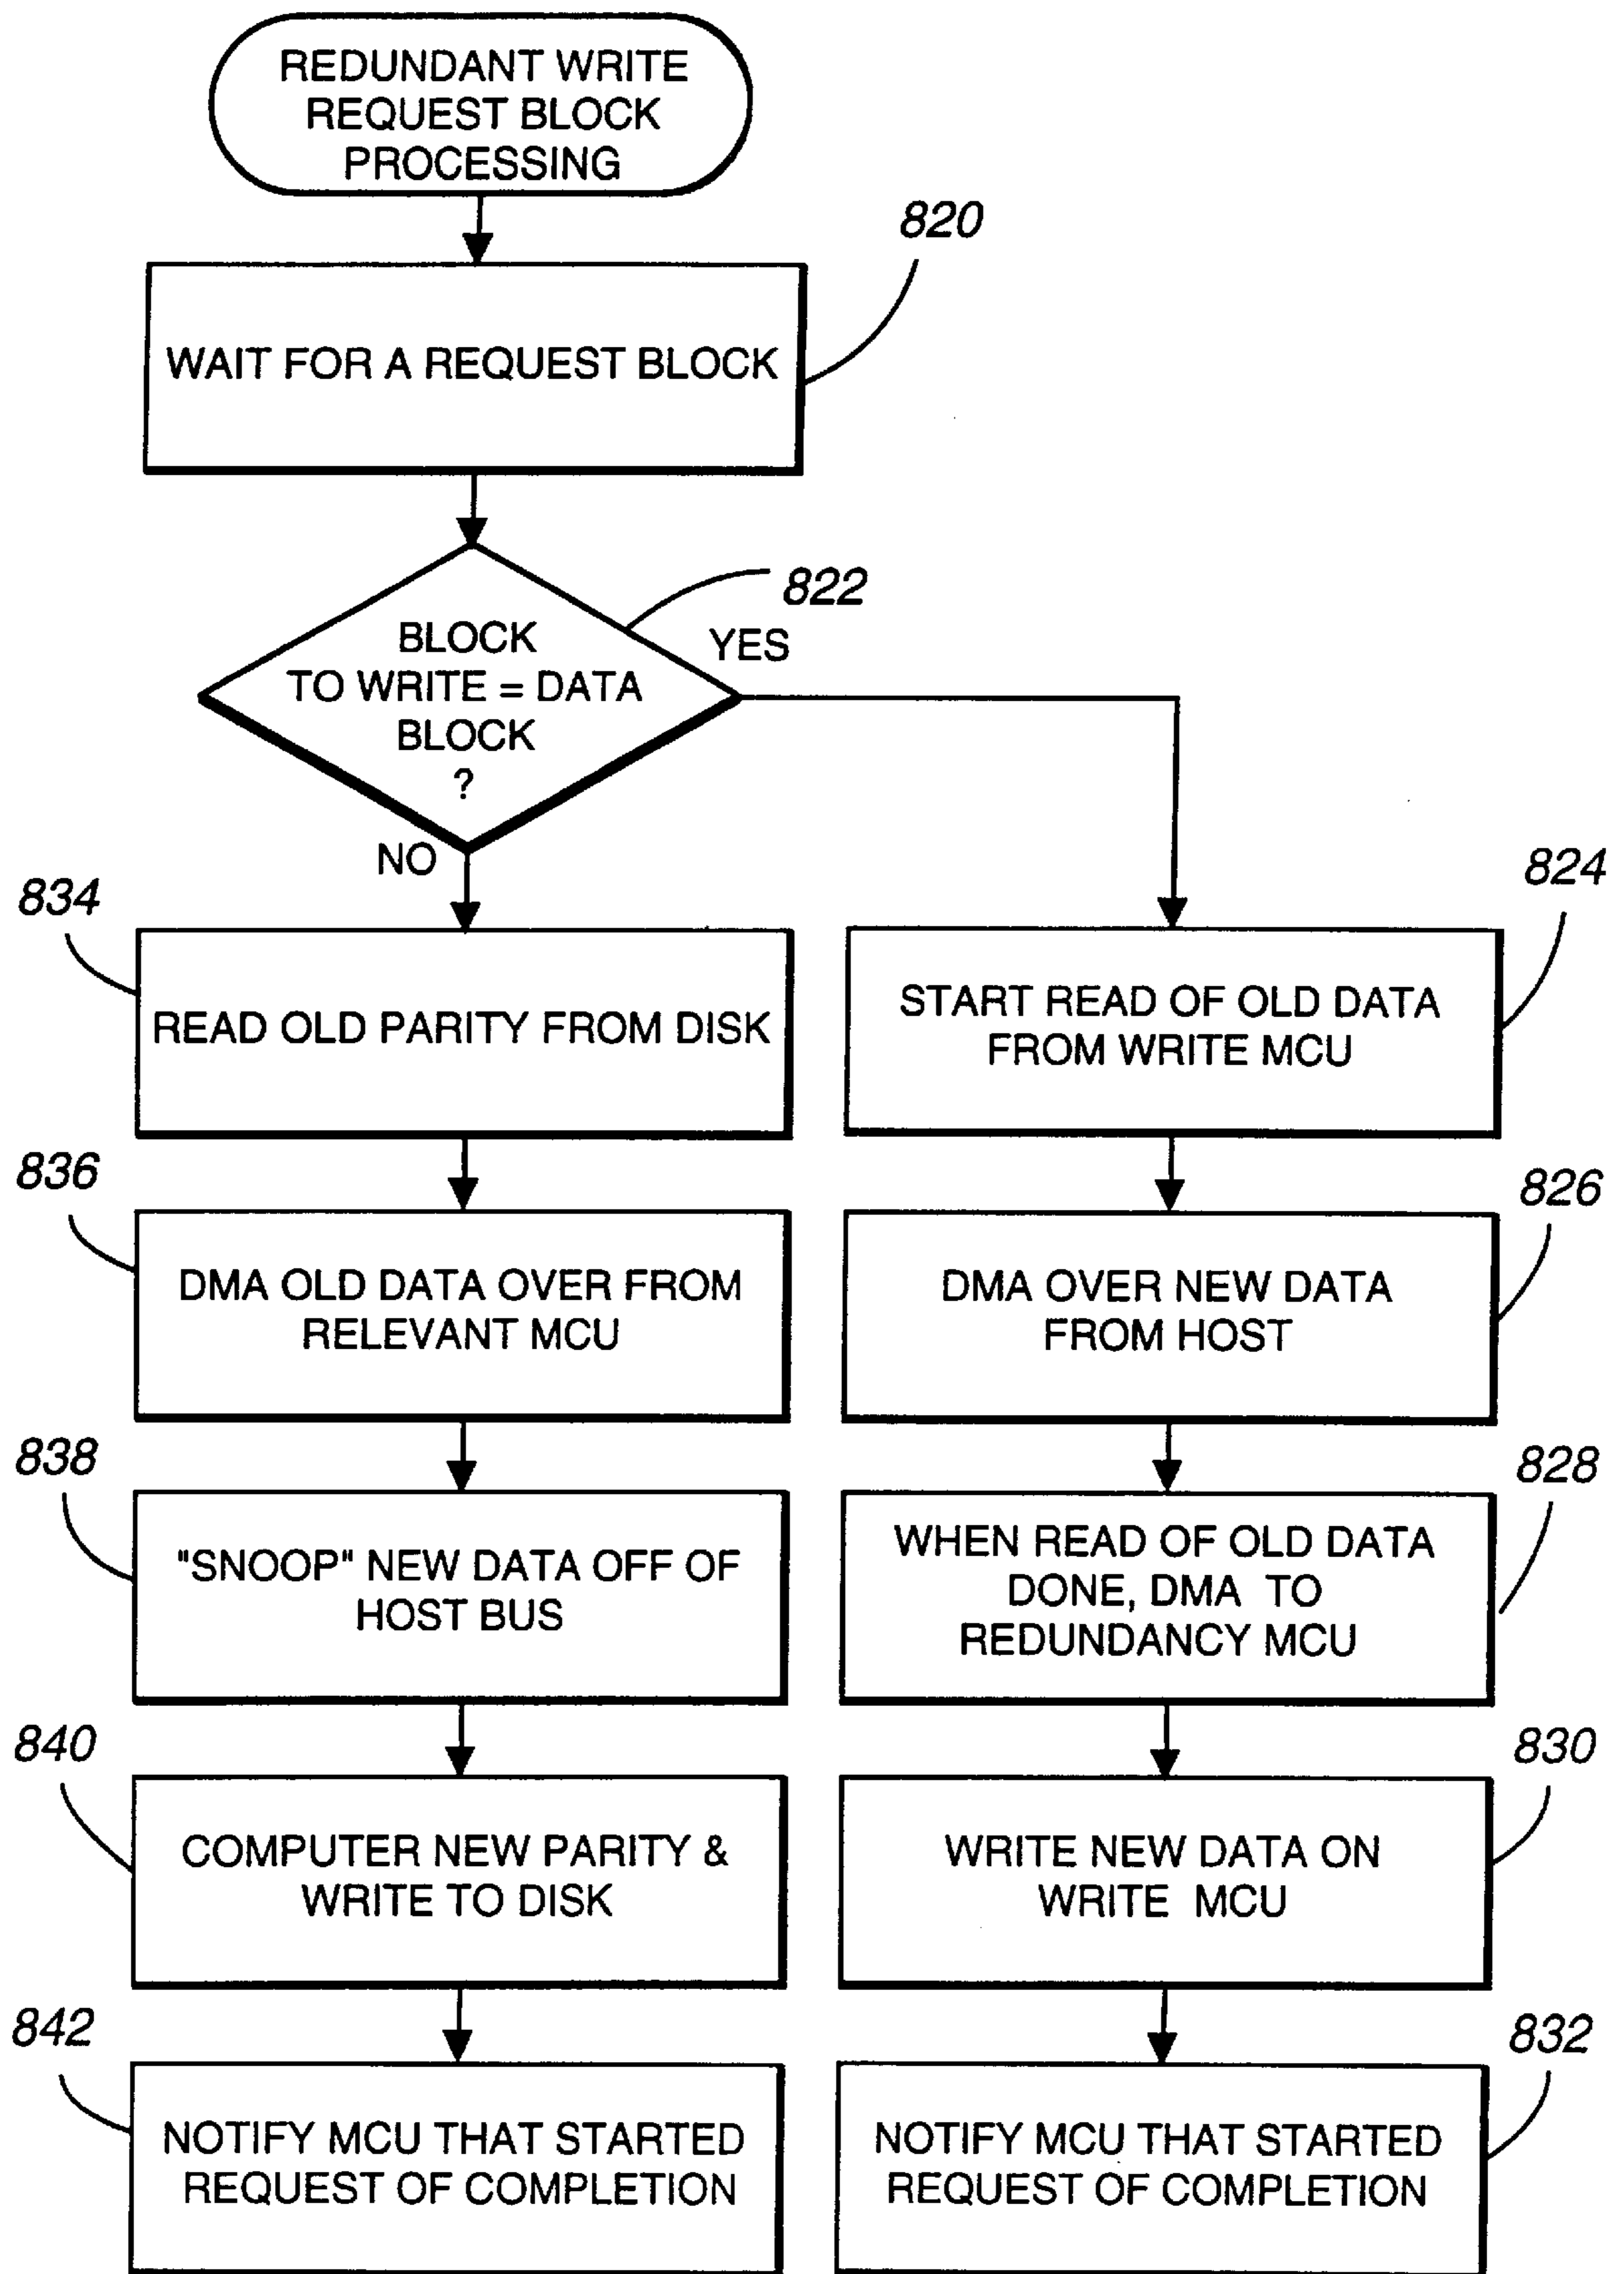 REDUNDANT WRITE
REQUEST BLOCK
PROCESSING
820
WAIT FOR A REQUEST BLOCK
822
BLOCK
TO WRITE = DATA
BLOCK
?
YES
NO
834
READ OLD PARITY FROM DISK
824
START READ OF OLD DATA
FROM WRITE MCU
836
DMA OLD DATA OVER FROM
RELEVANT MCU
826
DMA OVER NEW DATA
FROM HOST
838
"SNOOP" NEW DATA OFF OF
HOST BUS
828
WHEN READ OF OLD DATA
DONE, DMA TO
REDUNDANCY MCU
840
COMPUTER NEW PARITY &
WRITE TO DISK
830
WRITE NEW DATA ON
WRITE MCU
842
NOTIFY MCU THAT STARTED
REQUEST OF COMPLETION
832
NOTIFY MCU THAT STARTED
REQUEST OF COMPLETION